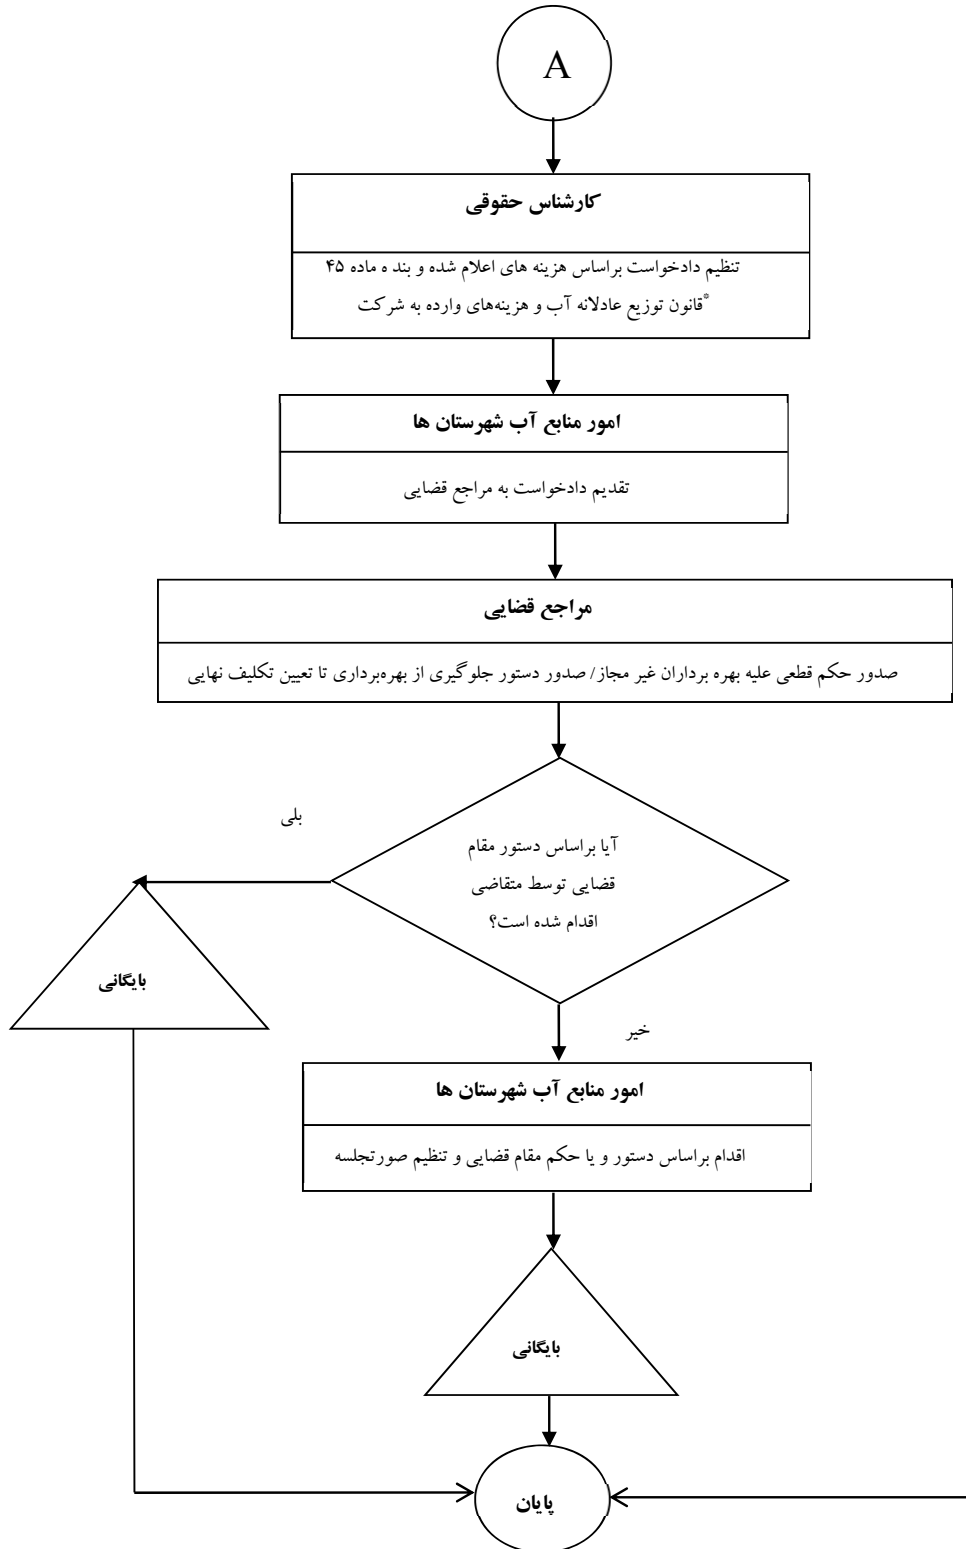 A
کارشناس حقوقی
تنظیم دادخواست براساس هزینه های اعلام شده و بند ه ماده ۴۵
قانون توزیع عادلانه آب و هزینه‌های وارده به شرکت*
امور منابع آب شهرستان ها
تقدیم دادخواست به مراجع قضایی
مراجع قضایی
صدور حکم قطعی علیه بهره برداران غیر مجاز/ صدور دستور جلوگیری از بهره‌برداری تا تعیین تکلیف نهایی
بلی
آیا براساس دستور مقام
قضایی توسط متقاضی
اقدام شده است؟
بایگانی
خیر
امور منابع آب شهرستان ها
اقدام براساس دستور و یا حکم مقام قضایی و تنظیم صورتجلسه
بایگانی
پایان